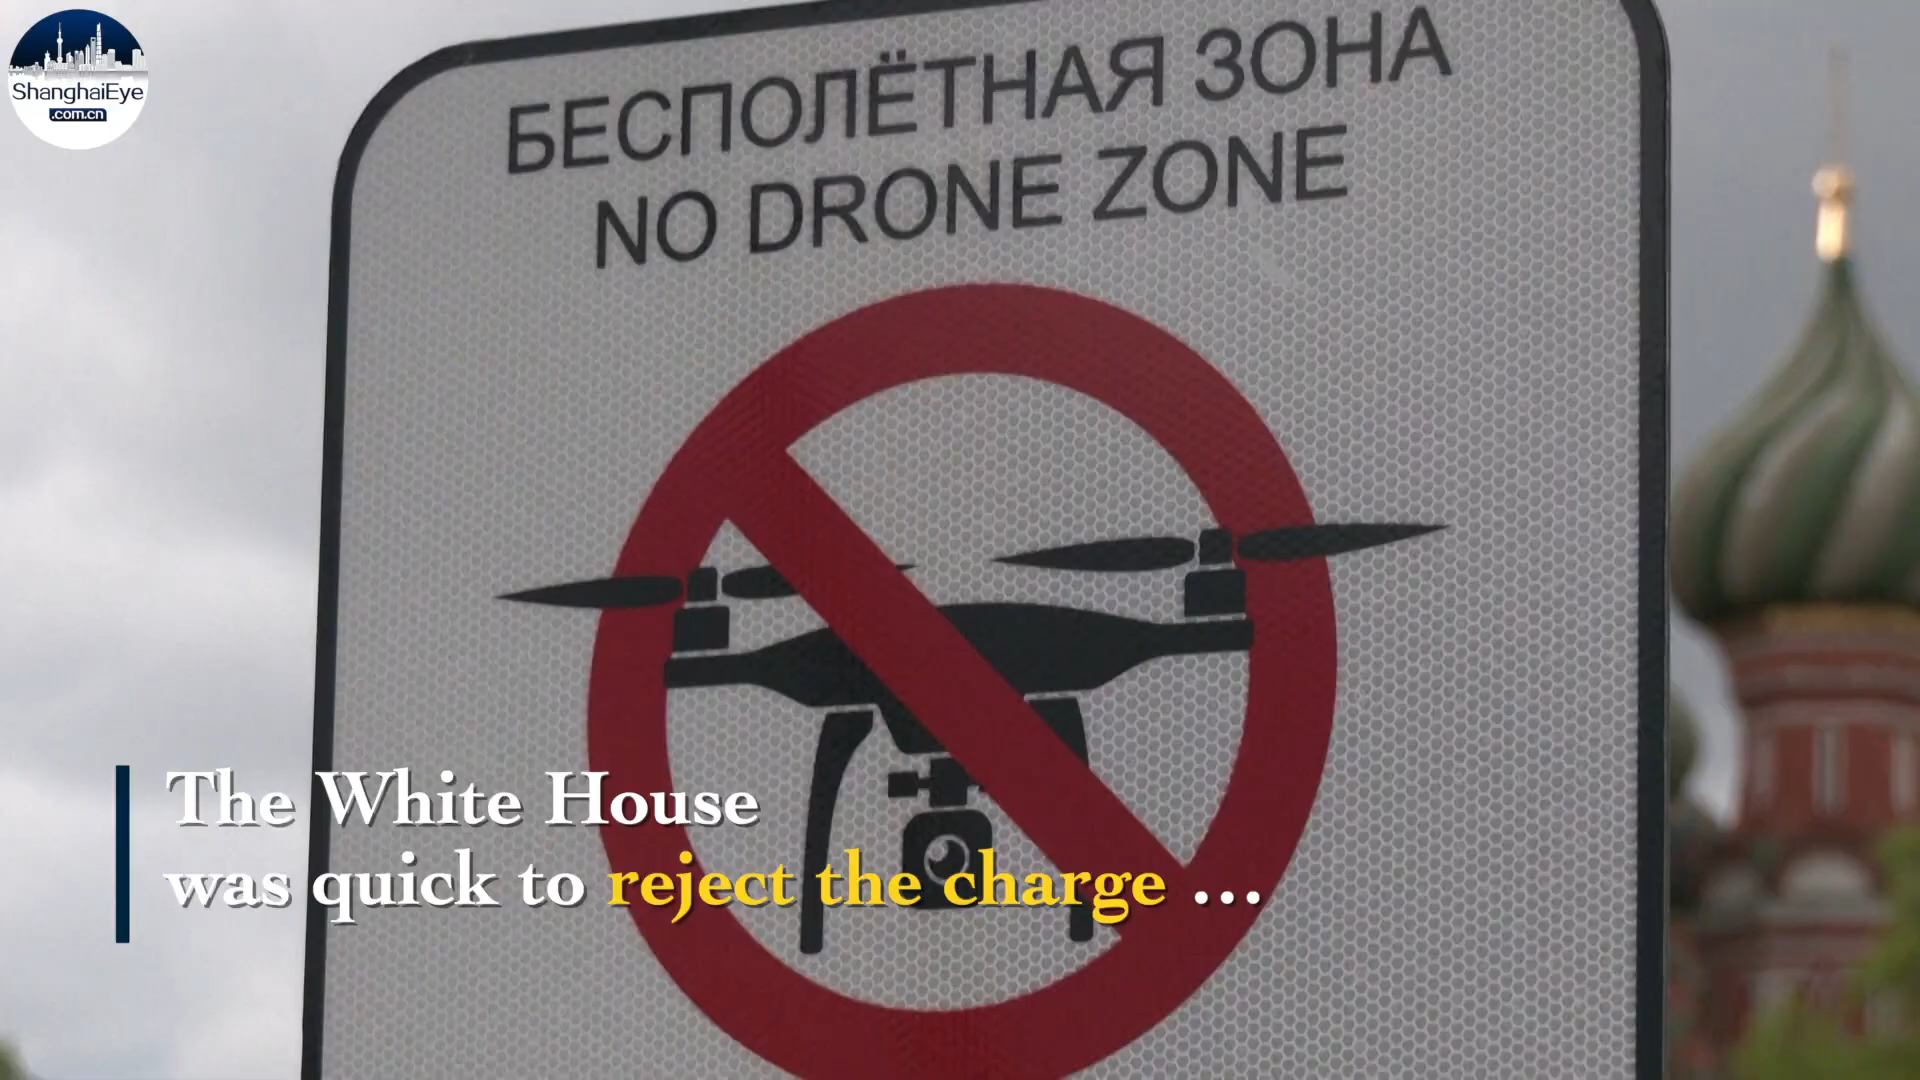 ShanghaiEye
.com.cn
БЕСПОЛЁТНАЯ ЗОНА
NO DRONE ZONE
The White House
was quick to reject the charge ...